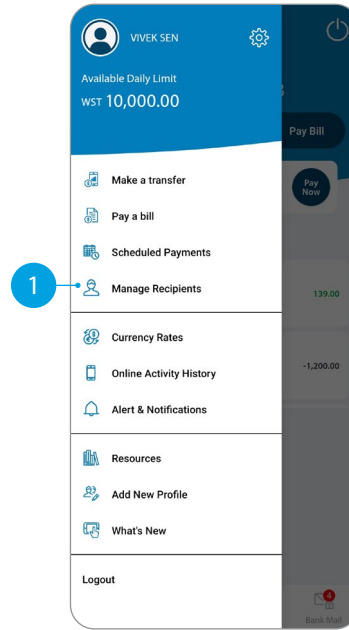 VIVEK SEN
Available Daily Limit
WST 10,000.00
Pay Bill
Make a transfer
Pay
Now
Pay a bill
Scheduled Payments
1
Manage Recipients
139.00
Currency Rates
-1,200.00
Online Activity History
Alert & Notifications
Resources
Add New Profile
What's New
Logout
4
Bank Mail